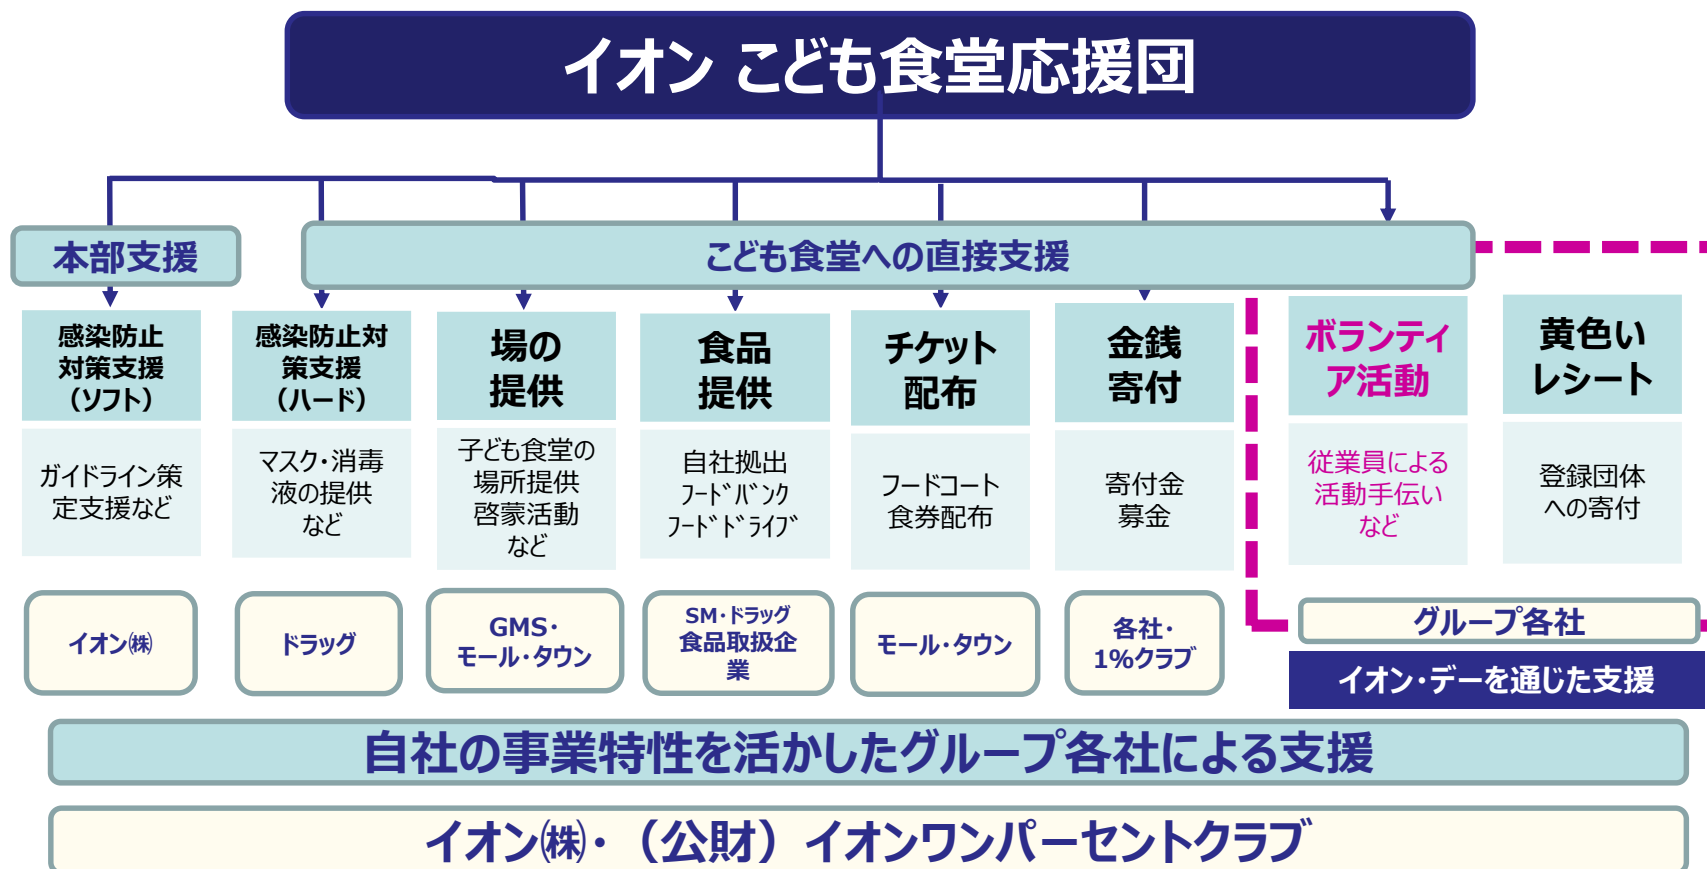 イオン こども食堂応援団
本部支援
こども食堂への直接支援
感染防止
対策支援
（ソフト）
ガイドライン策
定支援など
イオン㈱
感染防止対
策支援
（ハード）
マスク・消毒
液の提供
など
ドラッグ
場の
提供
子ども食堂の
場所提供
啓蒙活動
など
GMS・
モール・タウン
食品
提供
自社拠出
ﾌｰﾄﾞﾊﾞﾝｸ
ﾌｰﾄﾞﾄﾞﾗｲﾌﾞ
SM・ドラッグ
食品取扱企
業
チケット
配布
フードコート
食券配布
モール・タウン
金銭
寄付
寄付金
募金
各社・
1%クラブ
ボランティ
ア活動
従業員による
活動手伝い
など
黄色い
レシート
登録団体
への寄付
グループ各社
イオン・デーを通じた支援
自社の事業特性を活かしたグループ各社による支援
イオン㈱・（公財）イオンワンパーセントクラブ